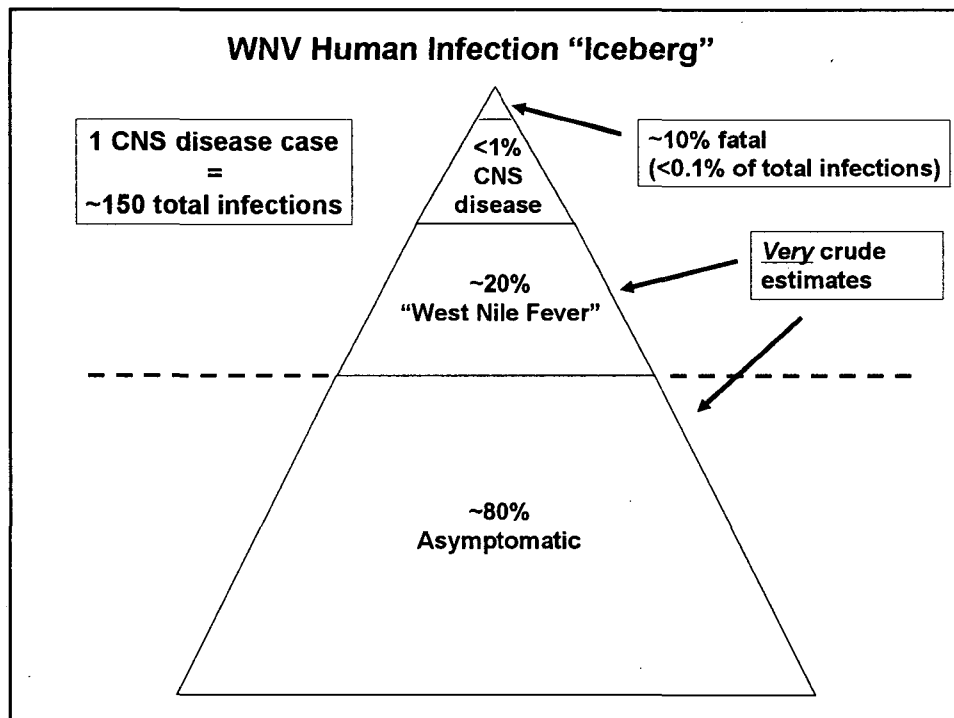 WNV Human Infection “Iceberg”
1 CNS disease case
=
~150 total infections
<1%
CNS
disease
~10% fatal
(<0.1% of total infections)
~20%
“West Nile Fever”
Very crude
estimates
~80%
Asymptomatic